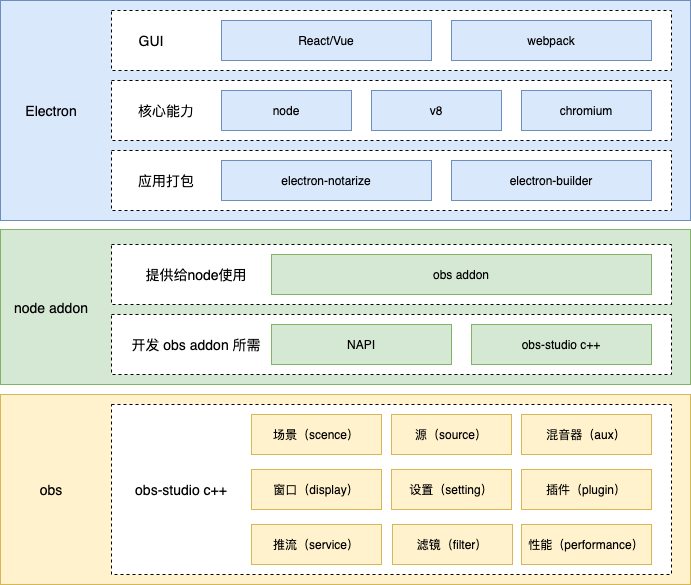 GUI
React/Vue
webpack
Electron
核心能力
node
v8
chromium
应用打包
electron-notarize
electron-builder
node addon
提供给node使用
obs addon
开发 obs addon 所需
NAPI
obs-studio c++
obs
obs-studio c++
场景（scence）
源（source）
混音器（aux）
窗口（display）
设置（setting）
插件（plugin）
推流（service）
滤镜（filter）
性能（performance）